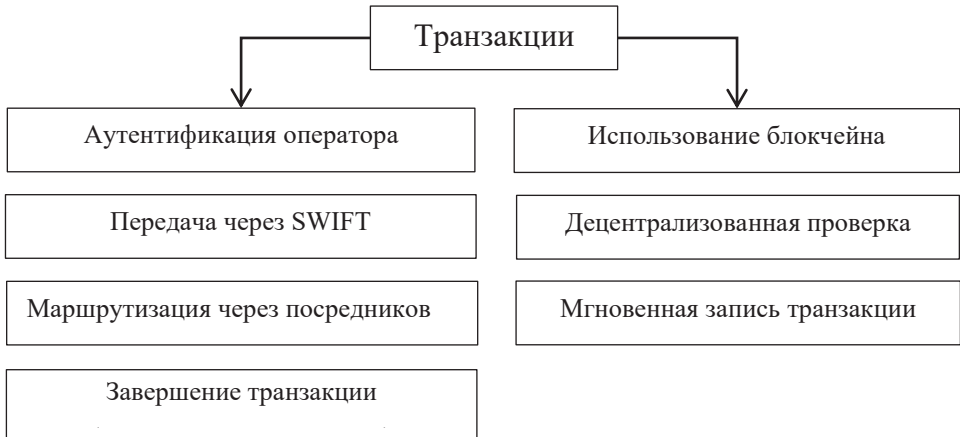 Транзакции
Аутентификация оператора
Передача через SWIFT
Маршрутизация через посредников
Завершение транзакции
Использование блокчейна
Децентрализованная проверка
Мгновенная запись транзакции